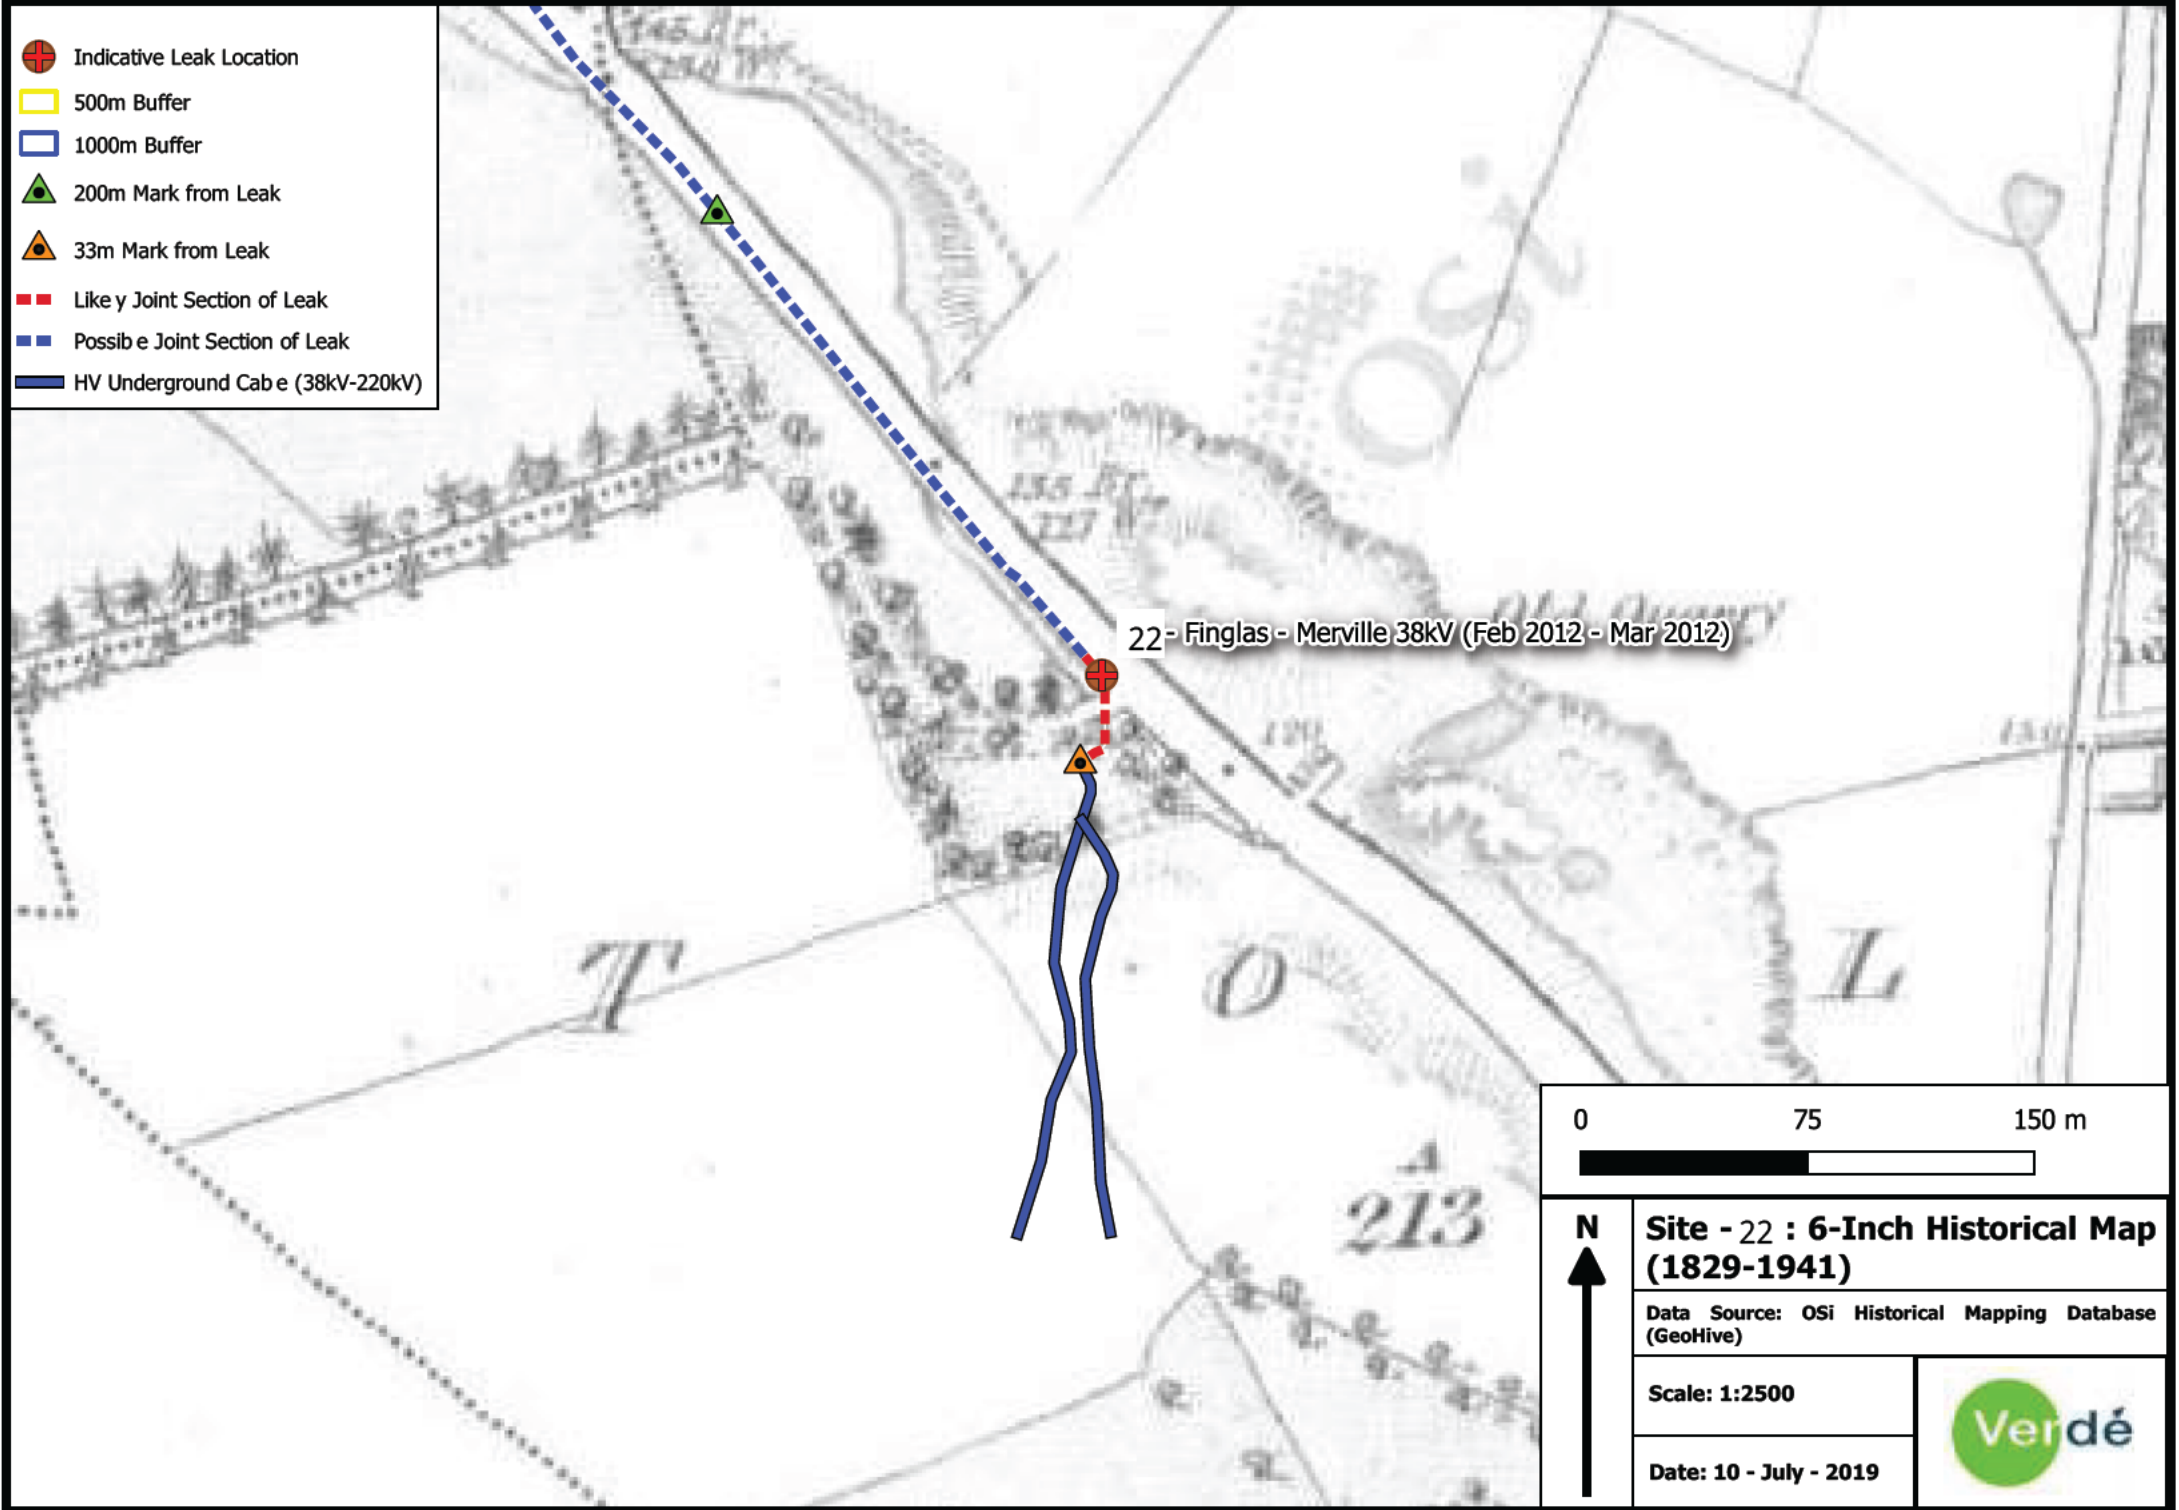 Indicative Leak Location
500m Buffer
1000m Buffer
200m Mark from Leak
33m Mark from Leak
Like y Joint Section of Leak
Possib e Joint Section of Leak
HV Underground Cab e (38kV-220kV)
OSi
22 - Finglas - Merville 38kV (Feb 2012 - Mar 2012)
Old Quarry
120
T
O
L
A
213
0 75 150 m
N
Site - 22 : 6-Inch Historical Map
(1829-1941)
Data Source: OSi Historical Mapping Database
(GeoHive)
Scale: 1:2500
Date: 10 - July - 2019
Verdé